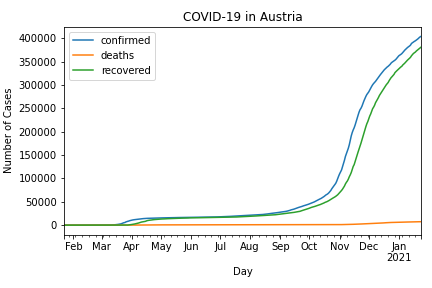 COVID-19 in Austria
confirmed
deaths
recovered
Number of Cases
400000
350000
300000
250000
200000
150000
100000
50000
0
Feb Mar Apr May Jun Jul Aug Sep Oct Nov Dec Jan
2021
Day